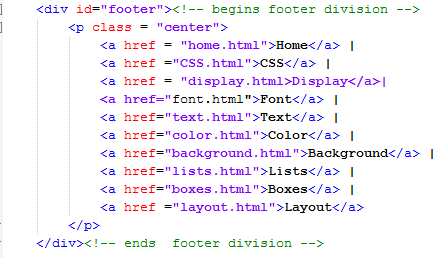 <div id="footer"><!-- begins footer division -->
<p class = "center">
<a href = "home.html">Home</a> |
<a href ="CSS.html">CSS</a> |
<a href = "display.html>Display</a>|
<a href="font.html">Font</a> |
<a href="text.html">Text</a> |
<a href="color.html">Color</a> |
<a href="background.html">Background</a> |
<a href="lists.html">Lists</a> |
<a href="boxes.html">Boxes</a> |
<a href ="layout.html">Layout</a>
</p>
</div><!-- ends  footer division -->